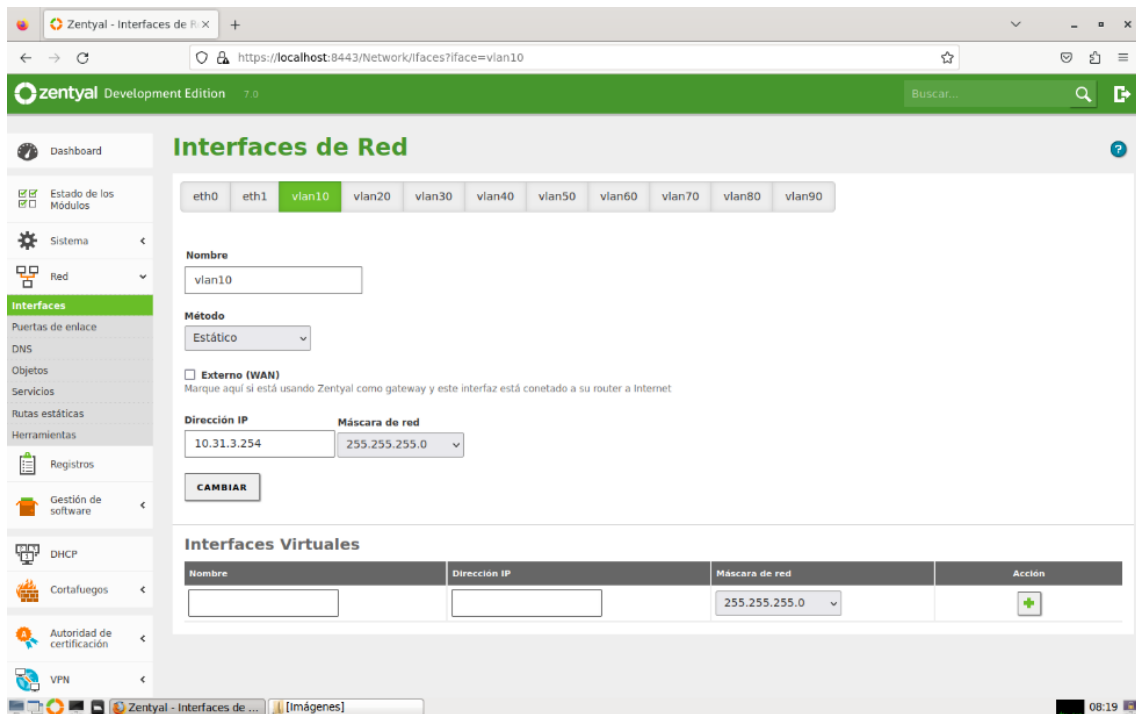 Zentyal - Interfaces de R
https://localhost:8443/Network/Ifaces?iface=vlan10
zentyal Development Edition 7.0
Buscar...
Dashboard
Estado de los
Módulos
Sistema
Red
Interfaces
Puertas de enlace
DNS
Objetos
Servicios
Rutas estáticas
Herramientas
Registros
Gestión de
software
DHCP
Cortafuegos
Autoridad de
certificación
VPN
Interfaces de Red
eth0 eth1 vlan10 vlan20 vlan30 vlan40 vlan50 vlan60 vlan70 vlan80 vlan90
Nombre
vlan10
Método
Estático
Externo (WAN)
Marque aquí si está usando Zentyal como gateway y este interfaz está conetado a su router a Internet
Dirección IP Máscara de red
10.31.3.254 255.255.255.0
CAMBIAR
Interfaces Virtuales
Nombre Dirección IP Máscara de red Acción
255.255.255.0
Zentyal - Interfaces de ... [Imágenes] 08:19